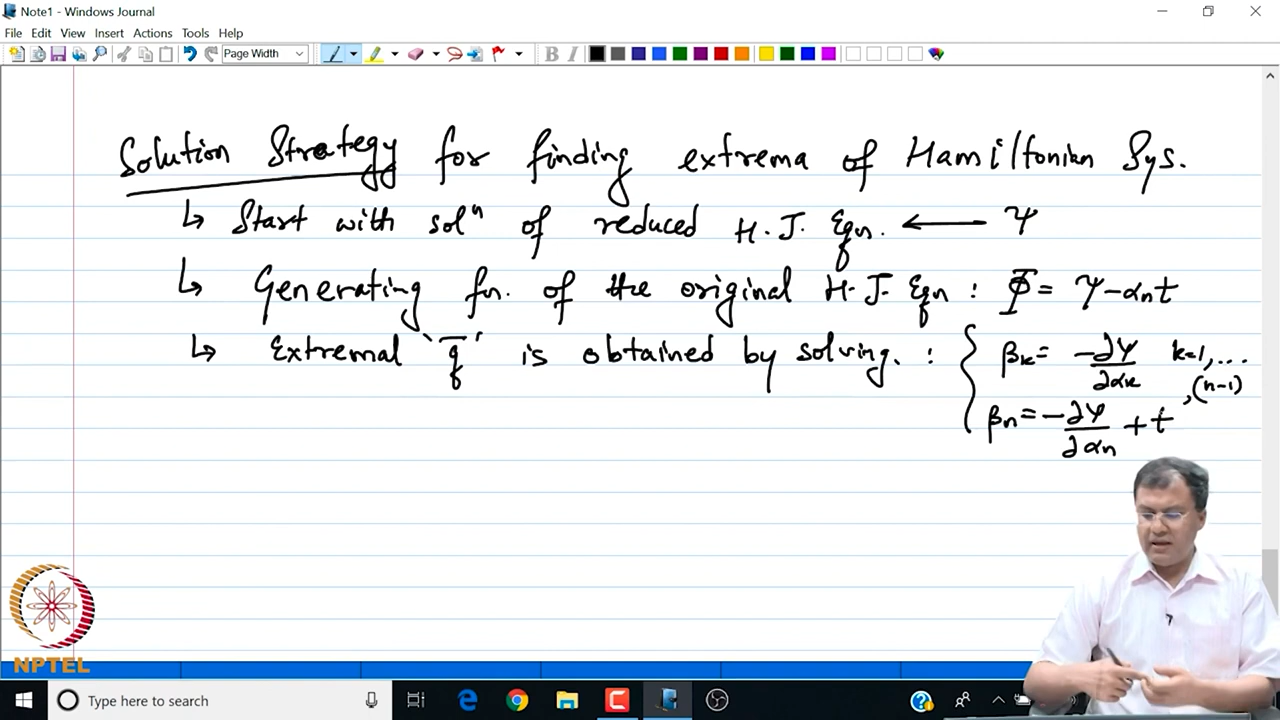 Note1 - Windows Journal
File Edit View Insert Actions Tools Help
Page Width
B I
Solution Strategy for finding extrema of Hamiltonian Sys.
↳ Start with solⁿ of reduced H.J. Eqn. ← Ψ
↳ Generating fn. of the original H.J. Eqn : Φ = Ψ-αₙt
↳ Extremal `q̄' is obtained by solving. : { βₖ = -∂Ψ/∂αₖ k=1,...,(n-1)
βₙ = -∂Ψ/∂αₙ + t
NPTEL
Type here to search